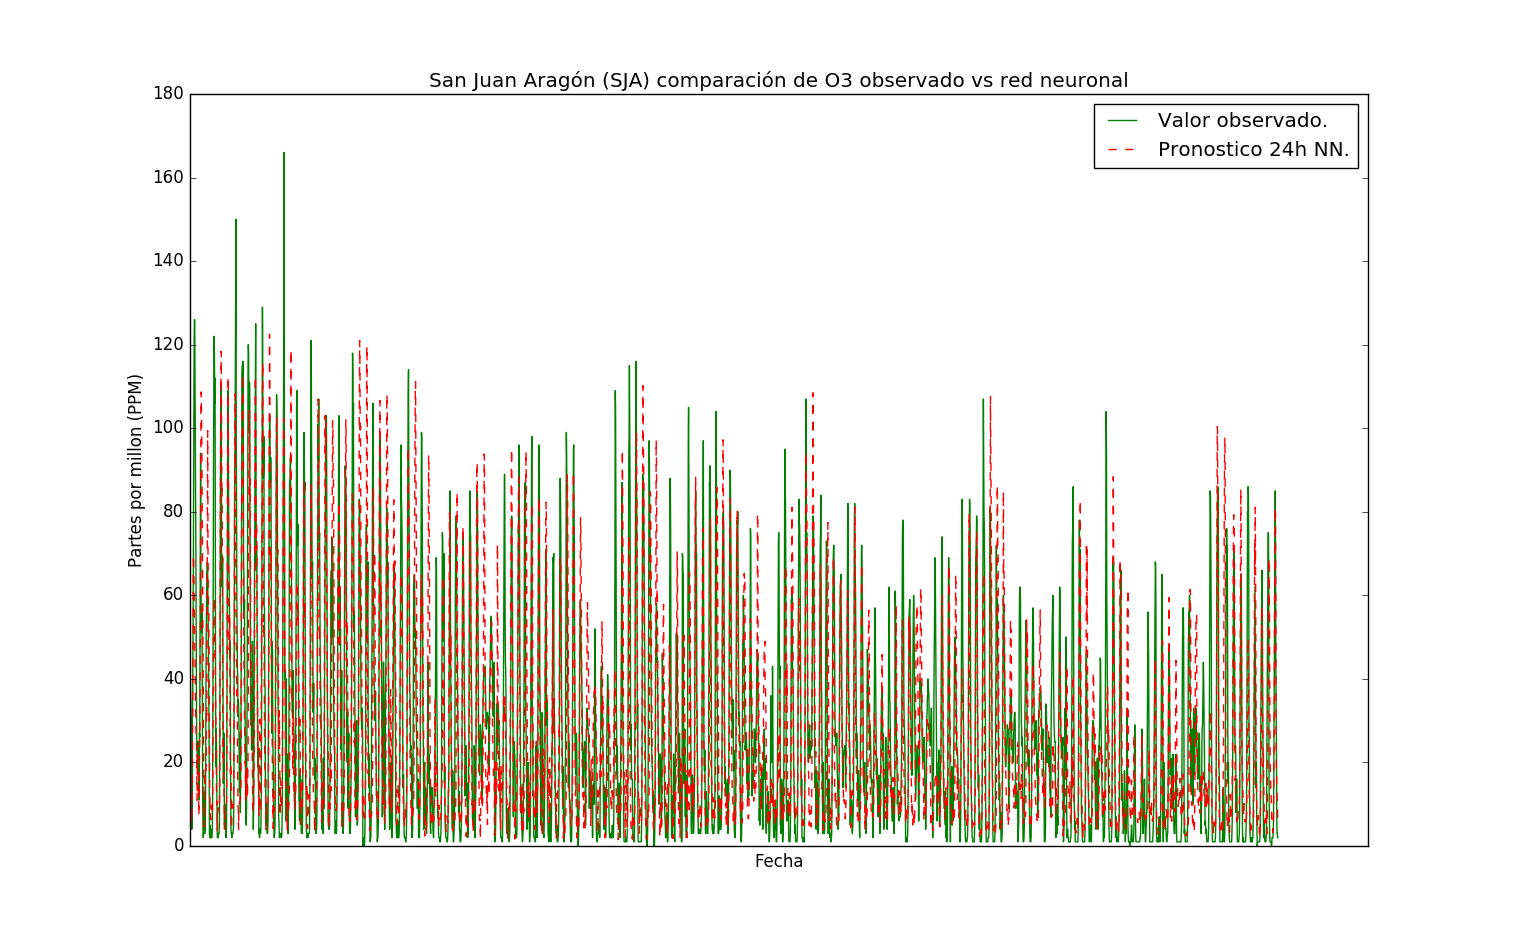 San Juan Aragón (SJA) comparación de O3 observado vs red neuronal
Valor observado.
Pronostico 24h NN.
Partes por millon (PPM)
180
160
140
120
100
80
60
40
20
0
Fecha